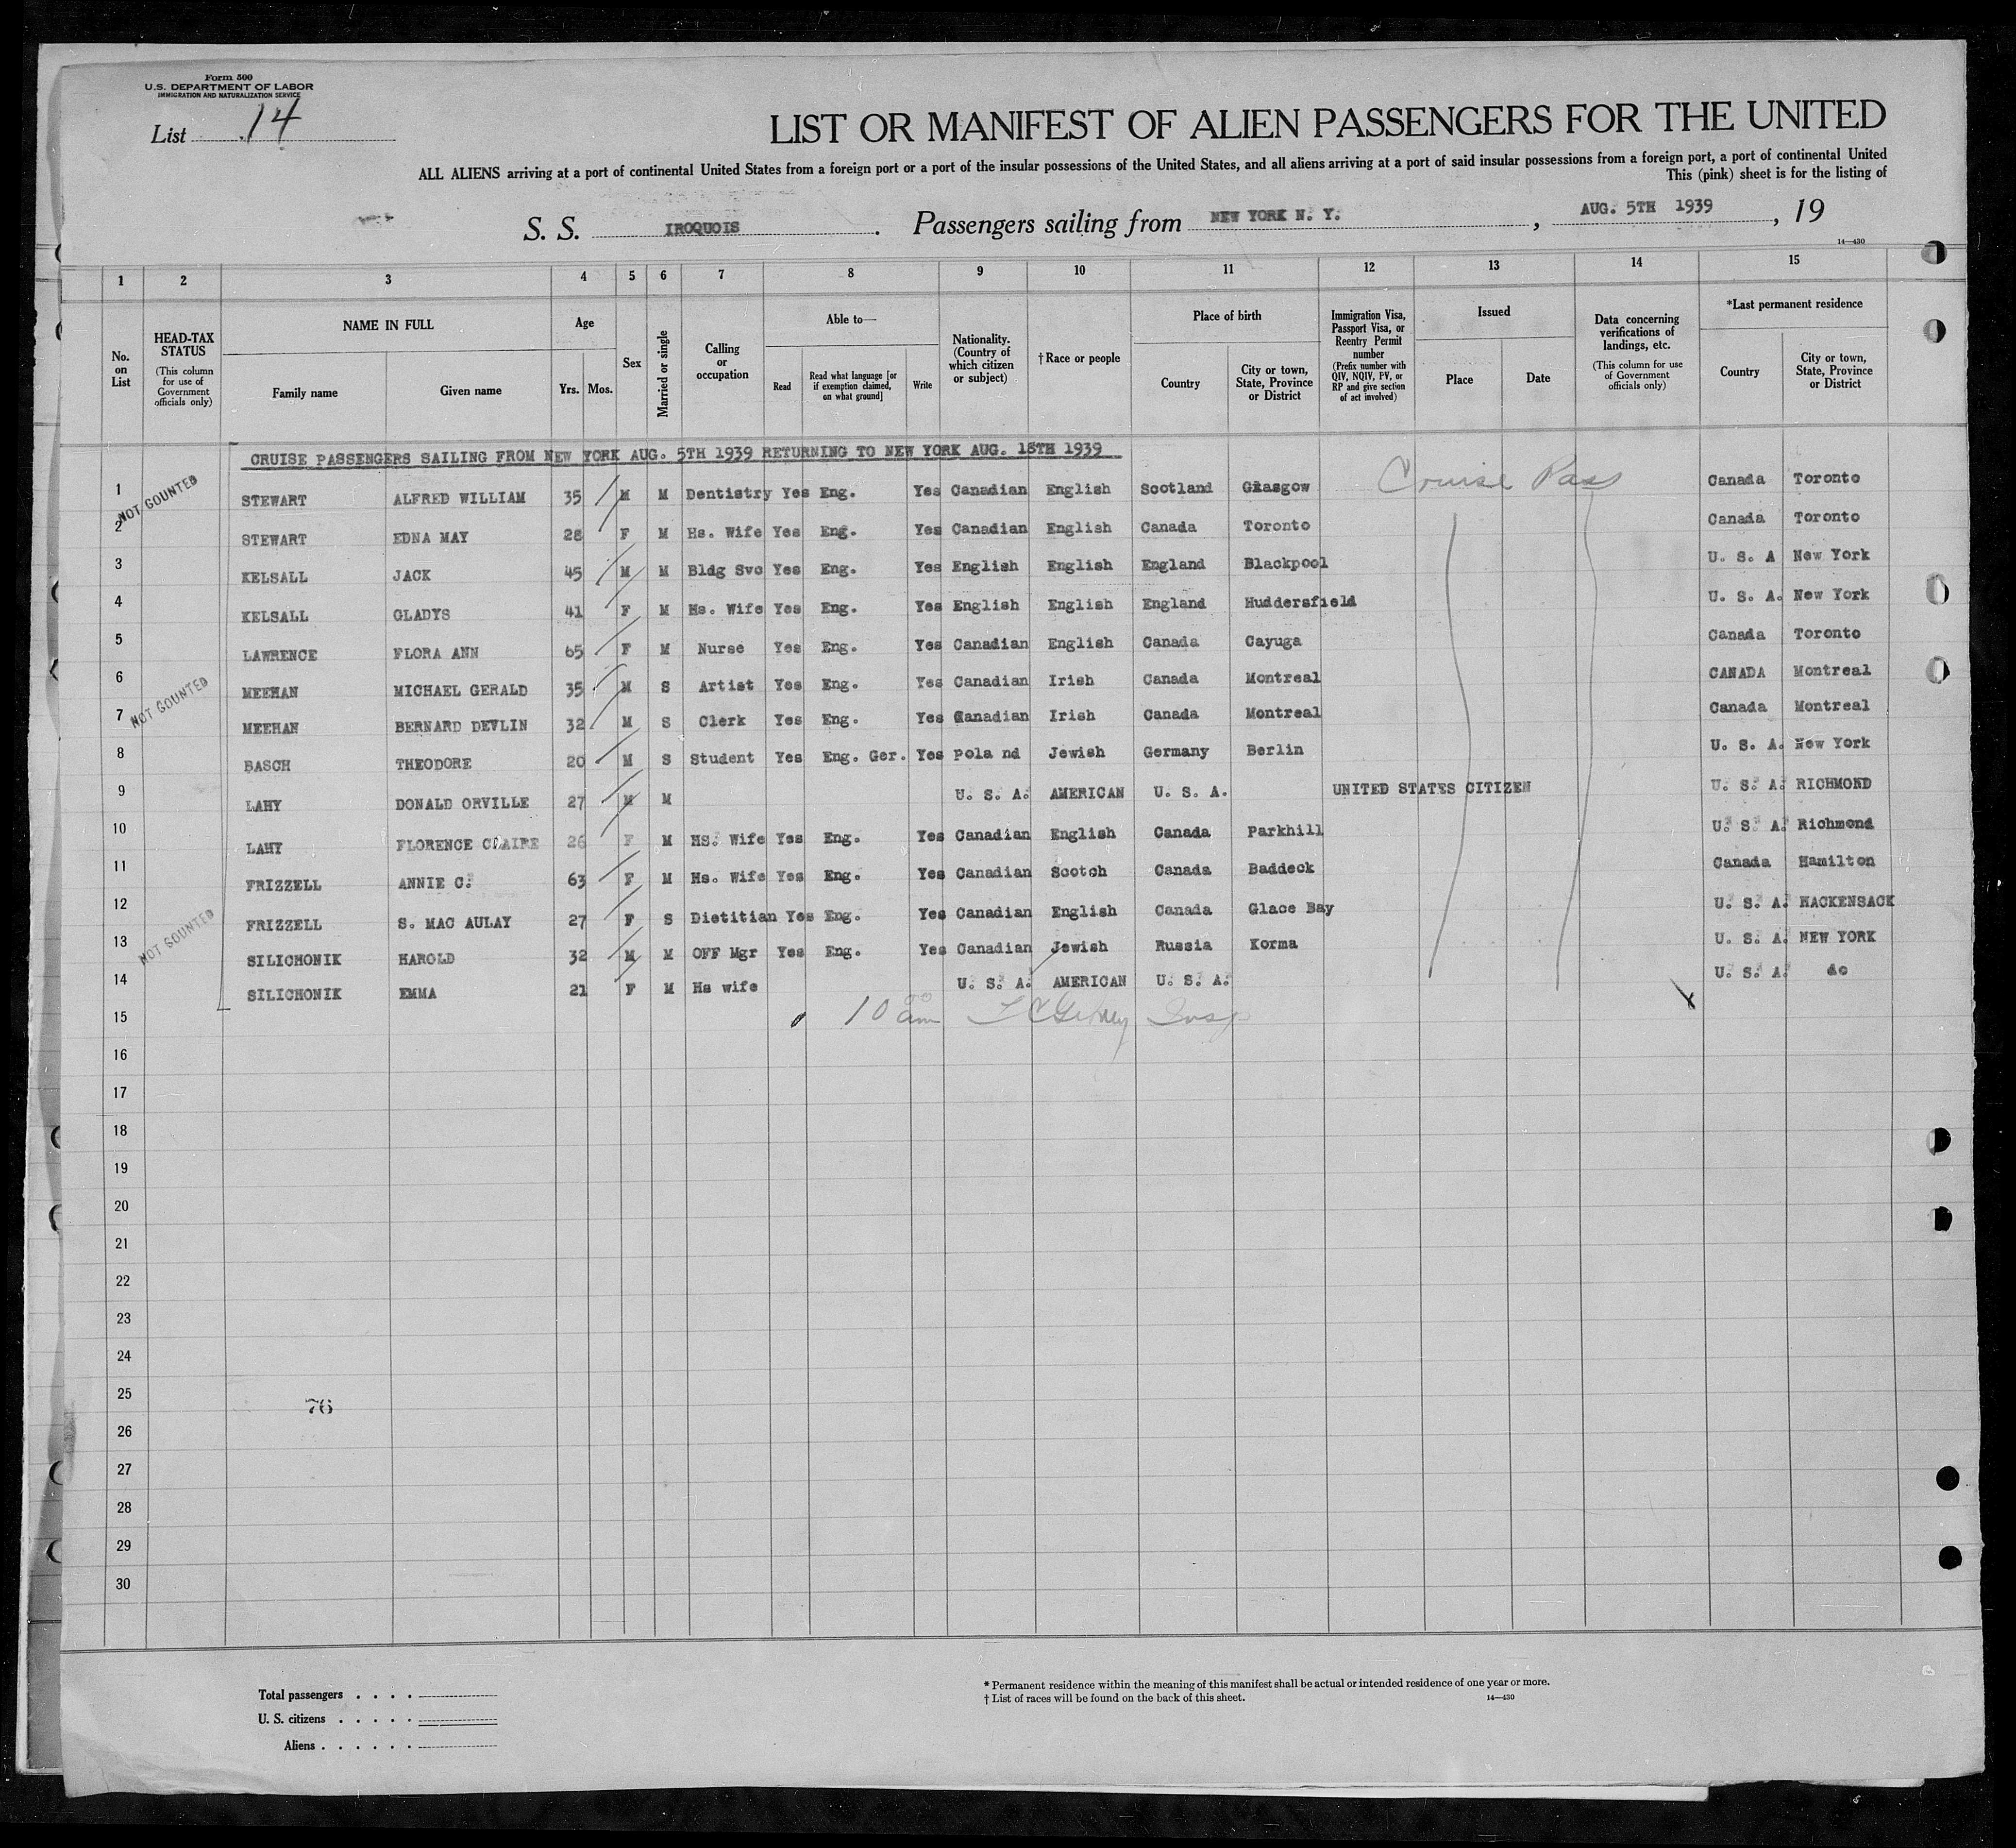 Form 500
U.S. DEPARTMENT OF LABOR
IMMIGRATION AND NATURALIZATION SERVICE
List 14
LIST OR MANIFEST OF ALIEN PASSENGERS FOR THE UNITED
ALL ALIENS arriving at a port of continental United States from a foreign port or a port of the insular possessions of the United States, and all aliens arriving at a port of said insular possessions from a foreign port, a port of continental United
This (pink) sheet is for the listing of
S. S. IROQUOIS. Passengers sailing from NEW YORK N. Y., AUG. 5TH 1939, 19
14—430
1 2 3 4 5 6 7 8 9 10 11 12 13 14 15
No. on List
HEAD-TAX STATUS (This column for use of Government officials only)
NAME IN FULL
Family name Given name
Age
Yrs. Mos.
Sex
Married or single
Calling or occupation
Able to—
Read
Read what language [or if exemption claimed, on what ground]
Write
Nationality. (Country of which citizen or subject)
† Race or people
Place of birth
Country
City or town, State, Province or District
Immigration Visa, Passport Visa, or Reentry Permit number (Prefix number with QIV, NQIV, PV, or RP and give section of act involved)
Issued
Place Date
Data concerning verifications of landings, etc. (This column for use of Government officials only)
*Last permanent residence
Country
City or town, State, Province or District
CRUISE PASSENGERS SAILING FROM NEW YORK AUG. 5TH 1939 RETURNING TO NEW YORK AUG. 18TH 1939
Cruise Pass
NOT COUNTED
1 STEWART ALFRED WILLIAM 35 M M Dentistry Yes Eng. Yes Canadian English Scotland Glasgow Canada Toronto
2 STEWART EDNA MAY 28 F M Hs. Wife Yes Eng. Yes Canadian English Canada Toronto Canada Toronto
3 KELSALL JACK 45 M M Bldg Svc Yes Eng. Yes English English England Blackpool U. S. A New York
4 KELSALL GLADYS 41 F M Hs. Wife Yes Eng. Yes English English England Huddersfield U. S. A. New York
5 LAWRENCE FLORA ANN 65 F M Nurse Yes Eng. Yes Canadian English Canada Cayuga Canada Toronto
NOT COUNTED
6 MEEHAN MICHAEL GERALD 35 M S Artist Yes Eng. Yes Canadian Irish Canada Montreal CANADA Montreal
7 MEEHAN BERNARD DEVLIN 32 M S Clerk Yes Eng. Yes Canadian Irish Canada Montreal Canada Montreal
8 BASCH THEODORE 20 M S Student Yes Eng. Ger. Yes Pola nd Jewish Germany Berlin U. S. A. New York
9 LAHY DONALD ORVILLE 27 M M U. S. A. AMERICAN U. S. A. UNITED STATES CITIZEN U. S. A. RICHMOND
10 LAHY FLORENCE CLAIRE 26 F M HS. Wife Yes Eng. Yes Canadian English Canada Parkhill U. S. A. Richmond
11 FRIZZELL ANNIE C. 63 F M Hs. Wife Yes Eng. Yes Canadian Scotch Canada Baddeck Canada Hamilton
12 FRIZZELL S. MAC AULAY 27 F S Dietitian Yes Eng. Yes Canadian English Canada Glace Bay U. S. A. HACKENSACK
NOT COUNTED
13 SILICHONIK HAROLD 32 M M OFF Mgr Yes Eng. Yes Canadian Jewish Russia Korma U. S. A. NEW YORK
14 SILICHONIK EMMA 21 F M Hs wife U. S. A. AMERICAN U. S. A. U. S. A. do
15 10 00 am Insp
16
17
18
19
20
21
22
23
24
25
76
26
27
28
29
30
Total passengers . . . .
U. S. citizens . . . . .
Aliens . . . . . .
* Permanent residence within the meaning of this manifest shall be actual or intended residence of one year or more.
† List of races will be found on the back of this sheet.
14—430